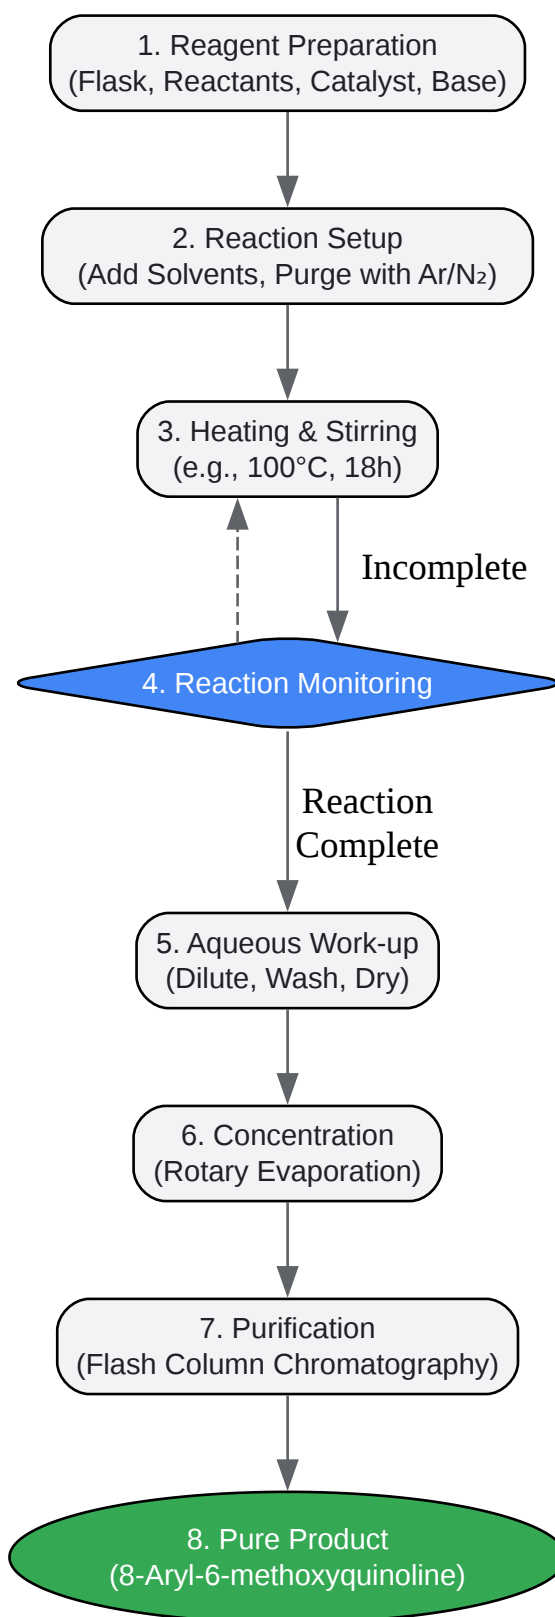 1. Reagent Preparation
(Flask, Reactants, Catalyst, Base)
2. Reaction Setup
(Add Solvents, Purge with Ar/N₂)
3. Heating & Stirring
(e.g., 100°C, 18h)
Incomplete
4. Reaction Monitoring
Reaction
Complete
5. Aqueous Work-up
(Dilute, Wash, Dry)
6. Concentration
(Rotary Evaporation)
7. Purification
(Flash Column Chromatography)
8. Pure Product
(8-Aryl-6-methoxyquinoline)